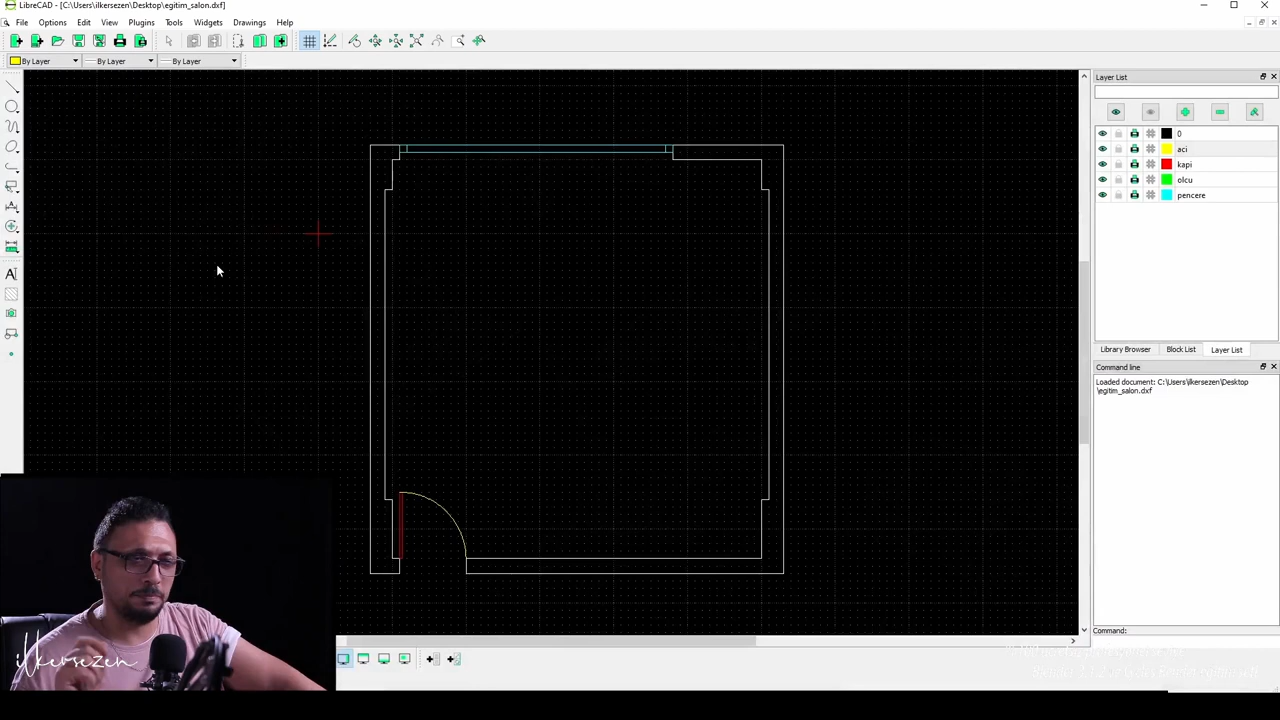 LibreCAD - [C:\Users\ilkersezen\Desktop\egitim_salon.dxf]
File Options Edit View Plugins Tools Widgets Drawings Help
By Layer By Layer By Layer
Layer List
0
aci
kapi
olcu
pencere
Library Browser Block List Layer List
Command line
Loaded document: C:\Users\ilkersezen\Desktop
\egitim_salon.dxf
Command:
ilkersezen